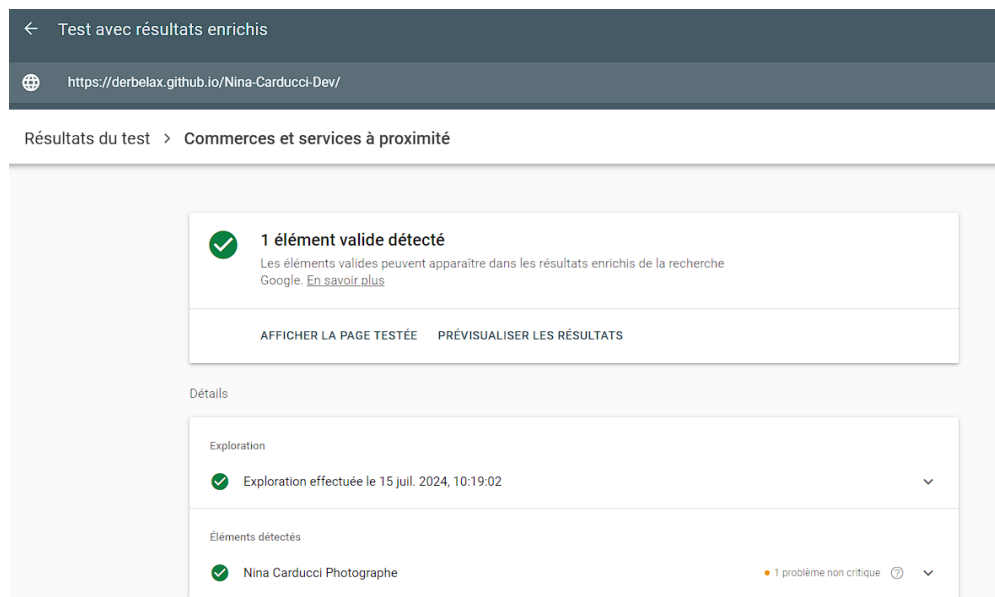 Test avec résultats enrichis
https://derbelax.github.io/Nina-Carducci-Dev/
Résultats du test > Commerces et services à proximité
1 élément valide détecté
Les éléments valides peuvent apparaître dans les résultats enrichis de la recherche
Google. En savoir plus
AFFICHER LA PAGE TESTÉE PRÉVISUALISER LES RÉSULTATS
Détails
Exploration
Exploration effectuée le 15 juil. 2024, 10:19:02
Éléments détectés
Nina Carducci Photographe 1 problème non critique